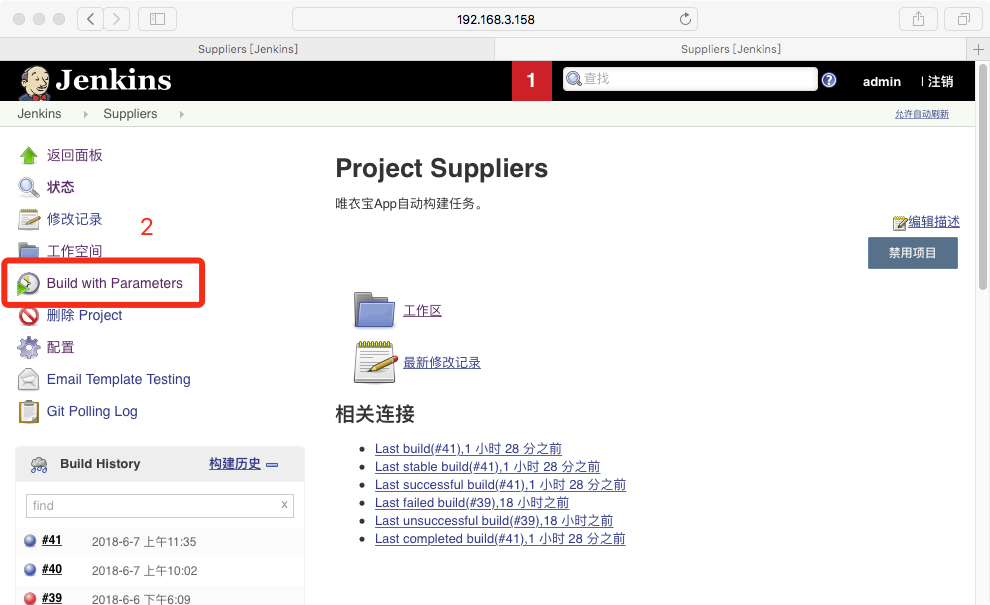 192.168.3.158
Suppliers [Jenkins]
Suppliers [Jenkins]
Jenkins
1
查找
admin
注销
Jenkins
Suppliers
允许自动刷新
返回面板
状态
修改记录
2
工作空间
Build with Parameters
删除 Project
配置
Email Template Testing
Git Polling Log
Build History
构建历史
find
x
#41
2018-6-7 上午11:35
#40
2018-6-7 上午10:02
#39
2018-6-6 下午6:09
Project Suppliers
唯衣宝App自动构建任务。
编辑描述
禁用项目
工作区
最新修改记录
相关连接
Last build(#41),1 小时 28 分之前
Last stable build(#41),1 小时 28 分之前
Last successful build(#41),1 小时 28 分之前
Last failed build(#39),18 小时之前
Last unsuccessful build(#39),18 小时之前
Last completed build(#41),1 小时 28 分之前